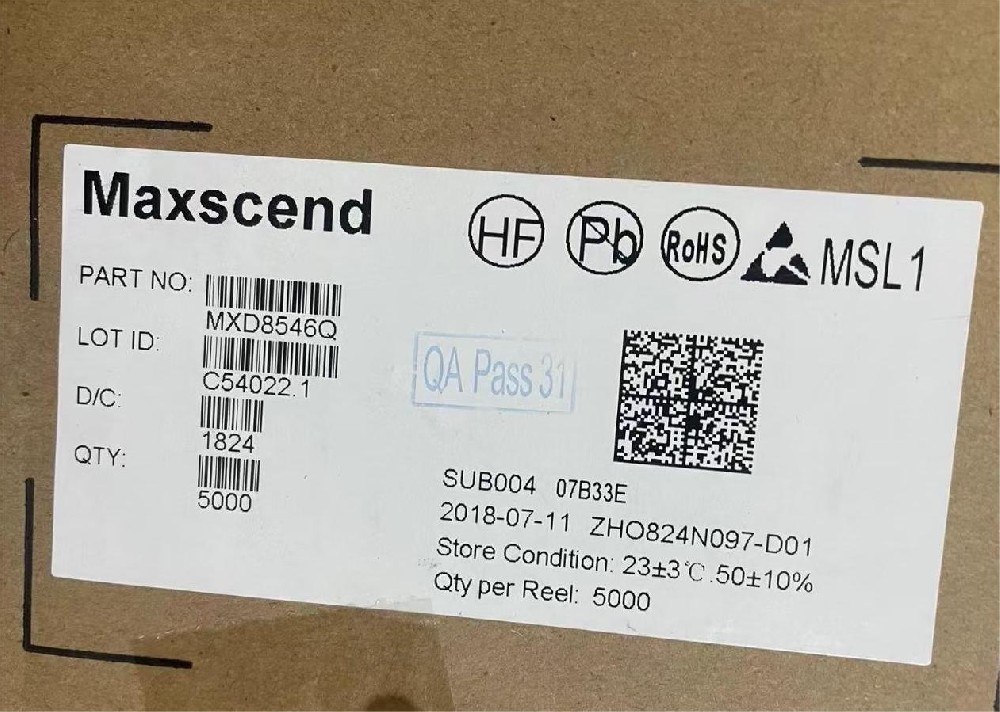 Maxscend
HF Pb RoHS MSL1
PART NO:
MXD8546Q
LOT ID:
C54022.1
D/C:
1824
QTY:
5000
QA Pass 31
SUB004 07B33E
2018-07-11 ZHO824N097-D01
Store Condition: 23±3℃.50±10%
Qty per Reel: 5000